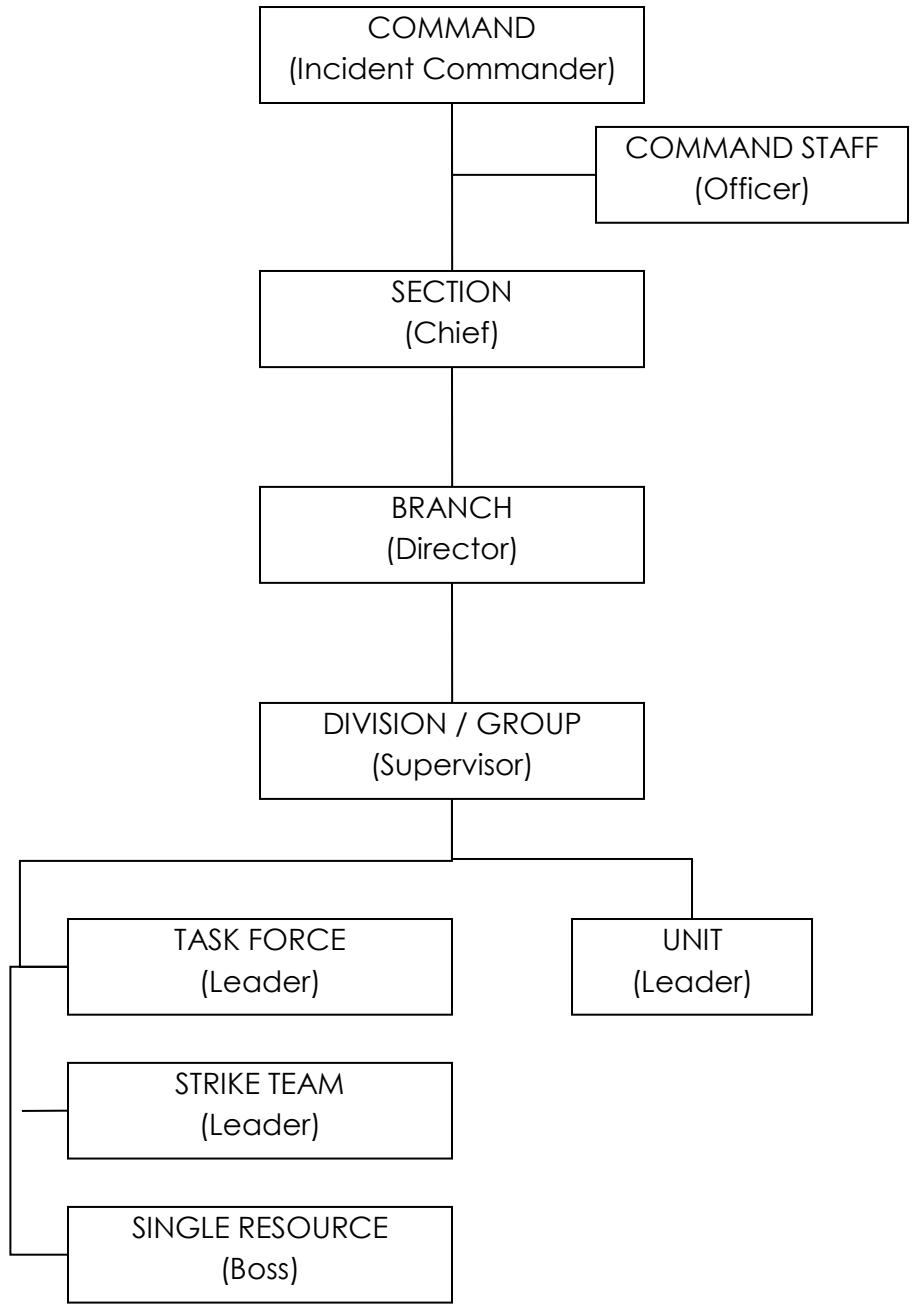 COMMAND
(Incident Commander)
COMMAND STAFF
(Officer)
SECTION
(Chief)
BRANCH
(Director)
DIVISION / GROUP
(Supervisor)
TASK FORCE
(Leader)
UNIT
(Leader)
STRIKE TEAM
(Leader)
SINGLE RESOURCE
(Boss)